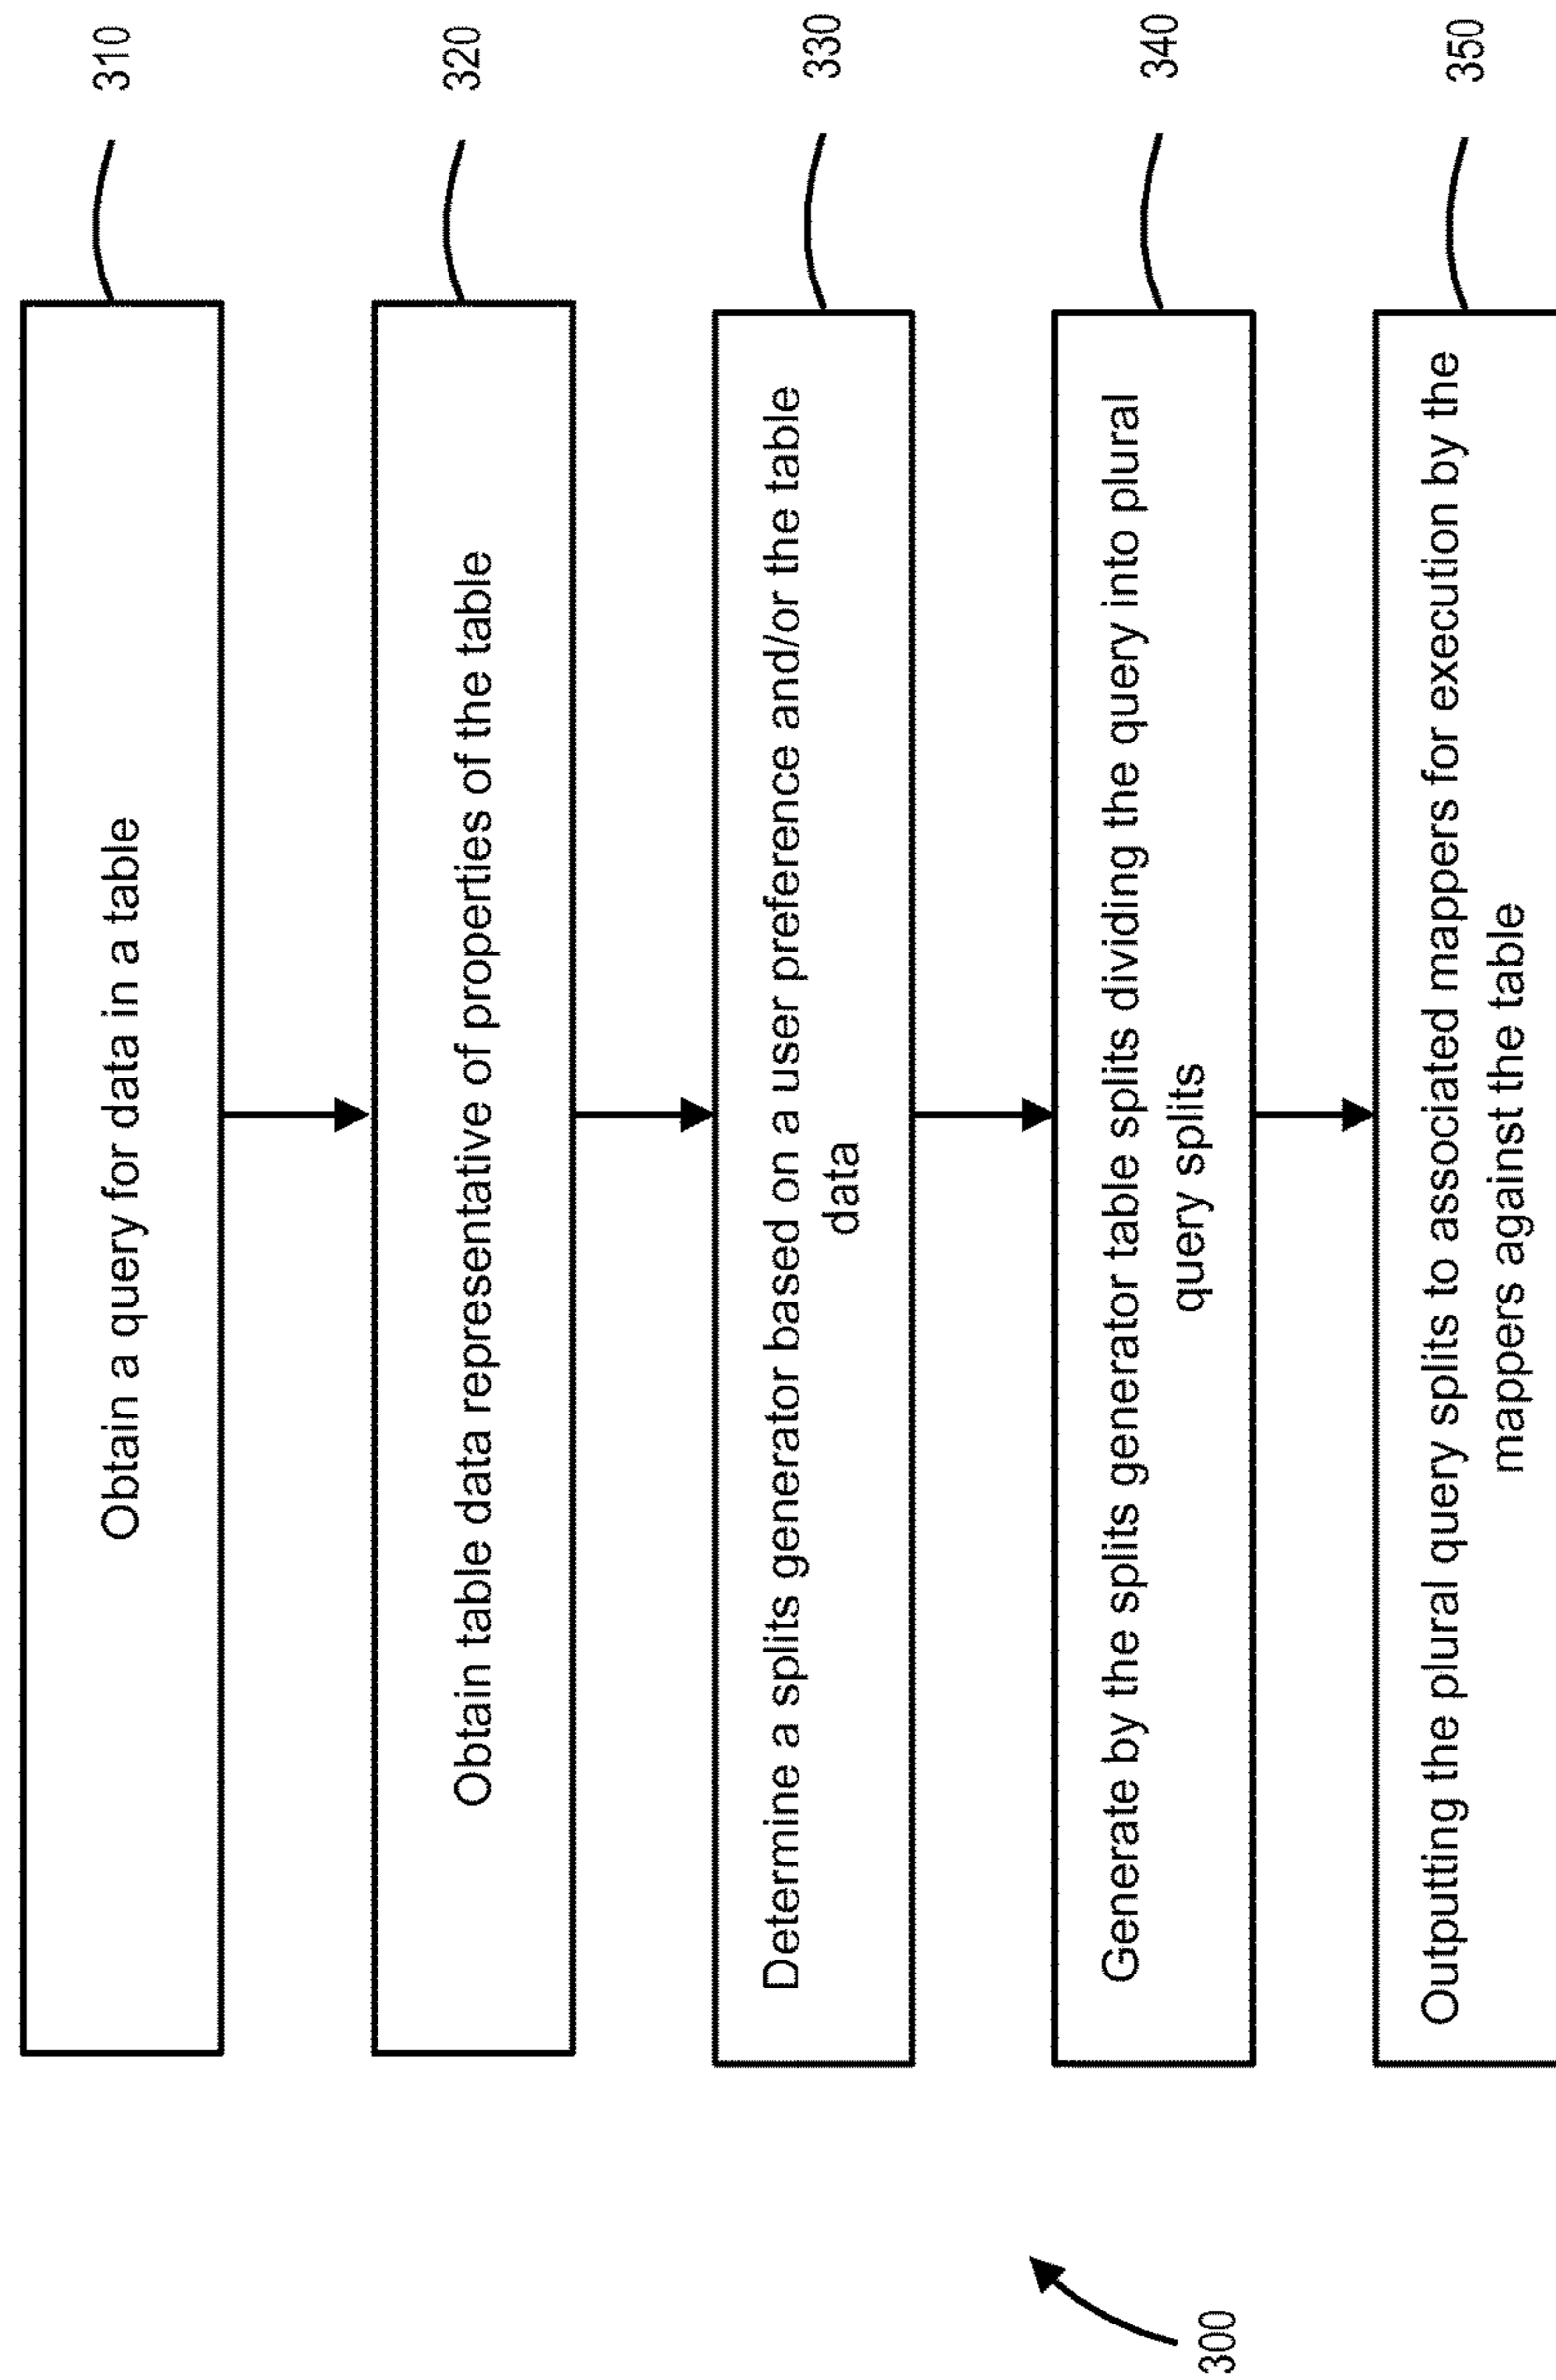 Obtain a query for data in a table
310
Obtain table data representative of properties of the table
320
Determine a splits generator based on a user preference and/or the table
data
330
Generate by the splits generator table splits dividing the query into plural
query splits
340
Outputting the plural query splits to associated mappers for execution by the
mappers against the table
350
300